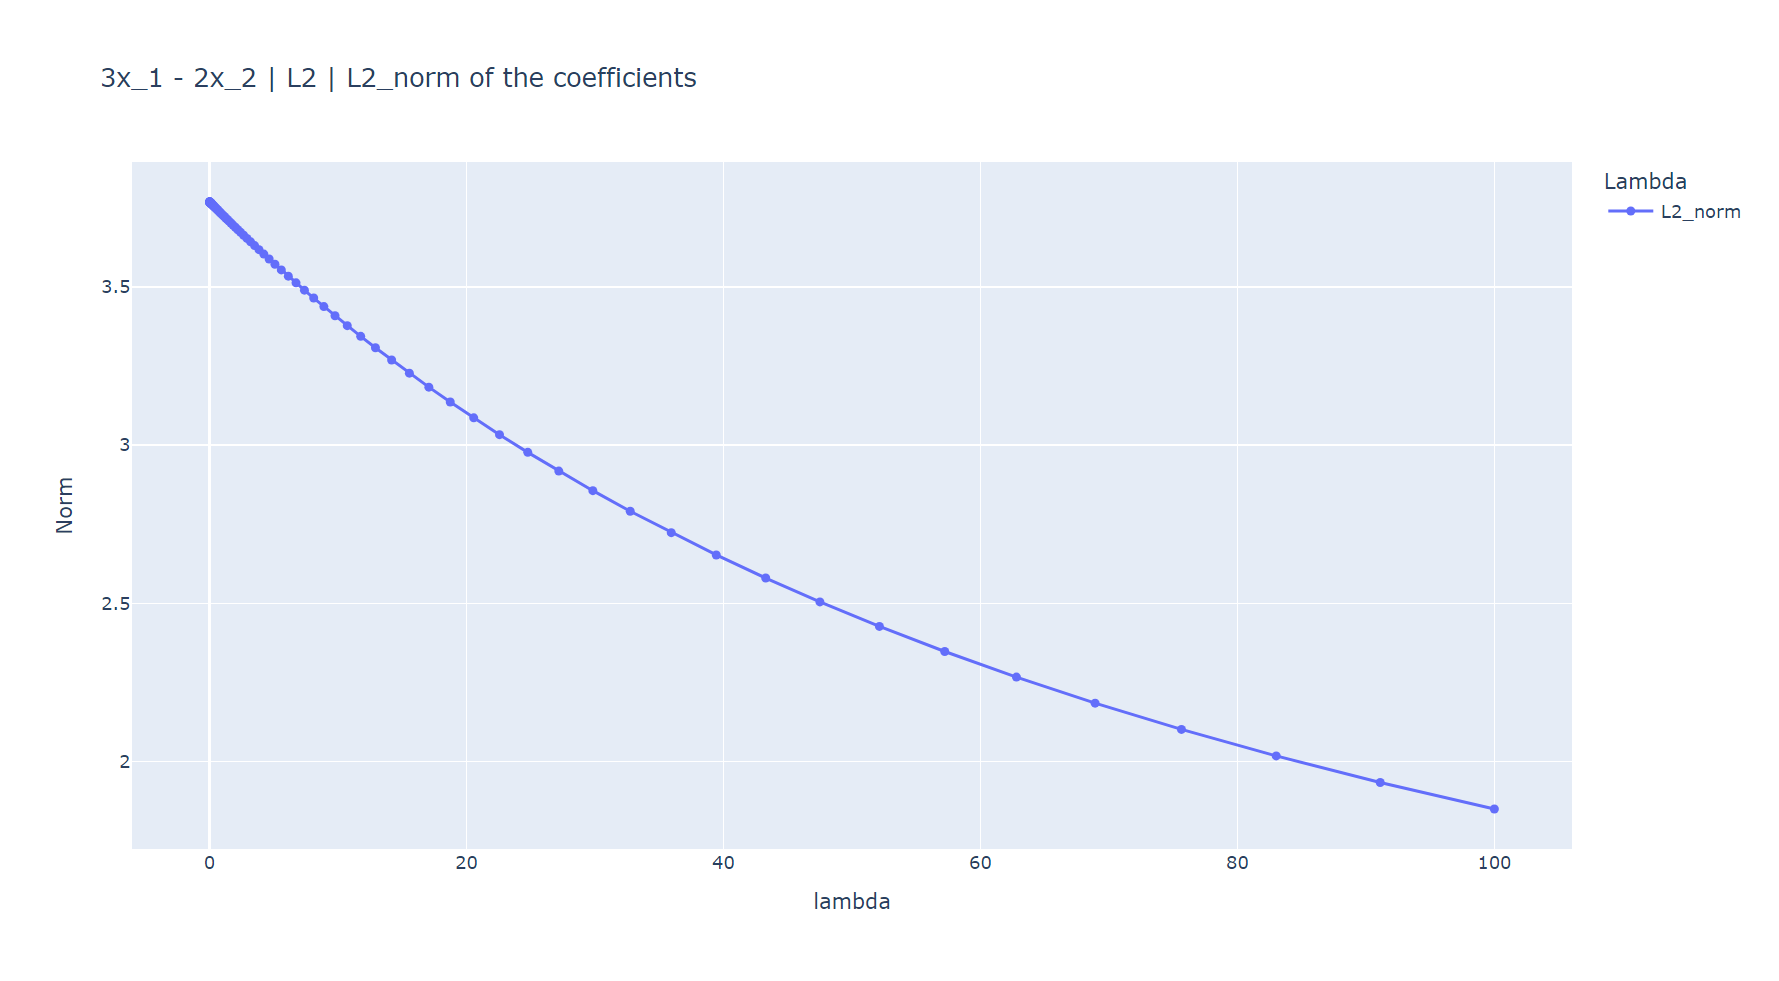 3x_1 - 2x_2 | L2 | L2_norm of the coefficients
Lambda
L2_norm
Norm
3.5
3
2.5
2
0
20
40
60
80
100
lambda